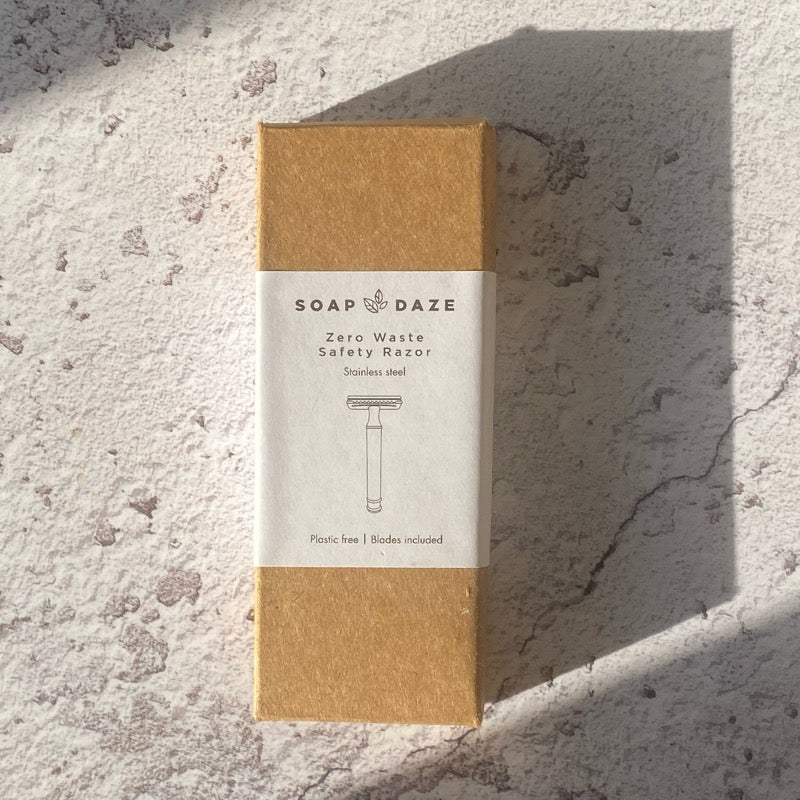 SOAP DAZE
Zero Waste
Safety Razor
Stainless steel
Plastic free | Blades included